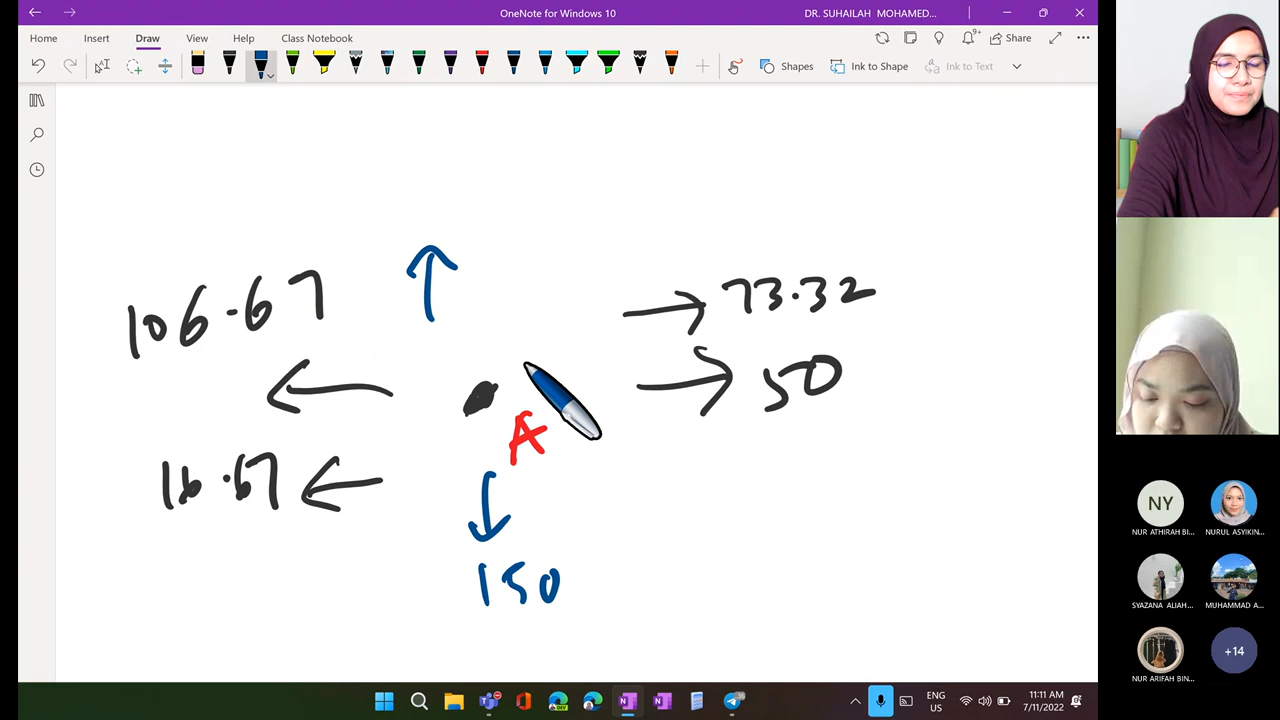 OneNote for Windows 10
DR. SUHAILAH MOHAMED...
Home Insert Draw View Help Class Notebook
9+
Share
Shapes
Ink to Shape
Ink to Text
106.67
73.32
50
A
16.67
150
NY
NUR ATHIRAH BI...
NURUL ASYIKIN...
SYAZANA ALIAH...
MUHAMMAD A...
+14
NUR ARIFAH BIN...
ENG
US
11:11 AM
7/11/2022